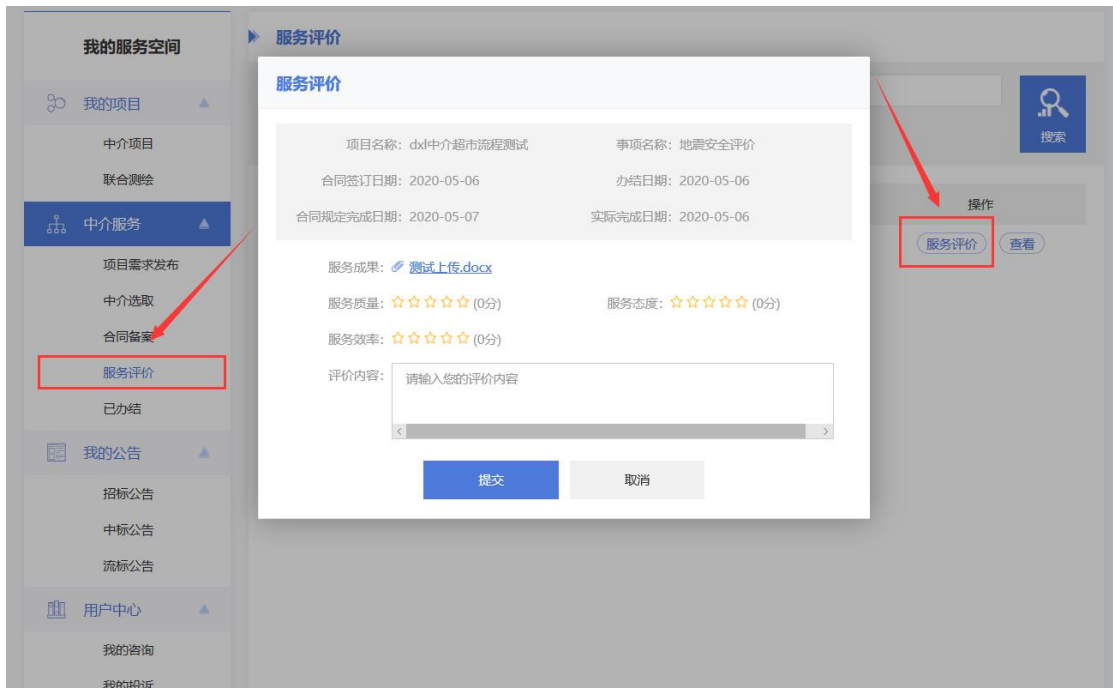 我的服务空间
我的项目
中介项目
联合测绘
中介服务
项目需求发布
中介选取
合同备案
服务评价
已办结
我的公告
招标公告
中标公告
流标公告
用户中心
我的咨询
我的投诉
服务评价
搜索
操作
服务评价 查看
服务评价
项目名称: dxl中介超市流程测试 事项名称: 地震安全评价
合同签订日期: 2020-05-06 办结日期: 2020-05-06
合同规定完成日期: 2020-05-07 实际完成日期: 2020-05-06
服务成果: 测试上传.docx
服务质量: (0分) 服务态度: (0分)
服务效率: (0分)
评价内容: 请输入您的评价内容
提交 取消